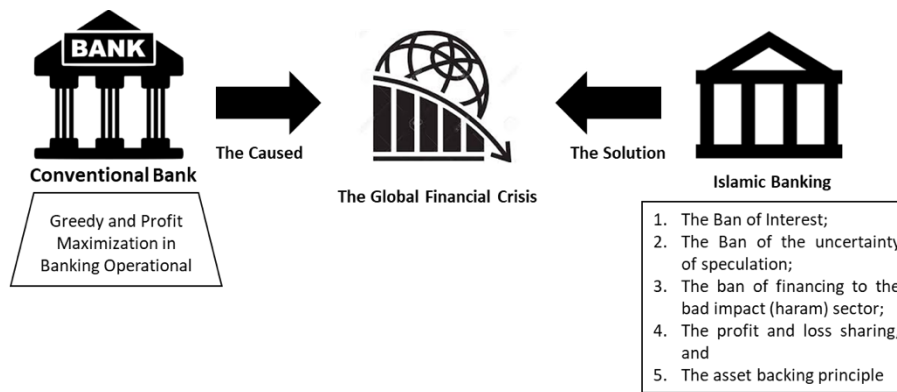 BANK
Conventional Bank
Greedy and Profit
Maximization in
Banking Operational
The Caused
The Global Financial Crisis
The Solution
Islamic Banking
1. The Ban of Interest;
2. The Ban of the uncertainty
of speculation;
3. The ban of financing to the
bad impact (haram) sector;
4. The profit and loss sharing,
and
5. The asset backing principle